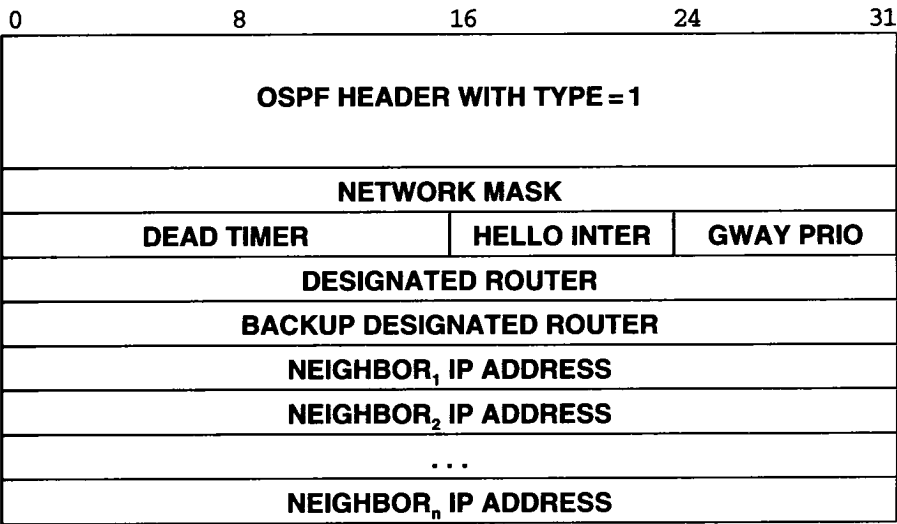 0 8 16 24 31
OSPF HEADER WITH TYPE = 1
NETWORK MASK
DEAD TIMER HELLO INTER GWAY PRIO
DESIGNATED ROUTER
BACKUP DESIGNATED ROUTER
NEIGHBOR₁ IP ADDRESS
NEIGHBOR₂ IP ADDRESS
...
NEIGHBORₙ IP ADDRESS